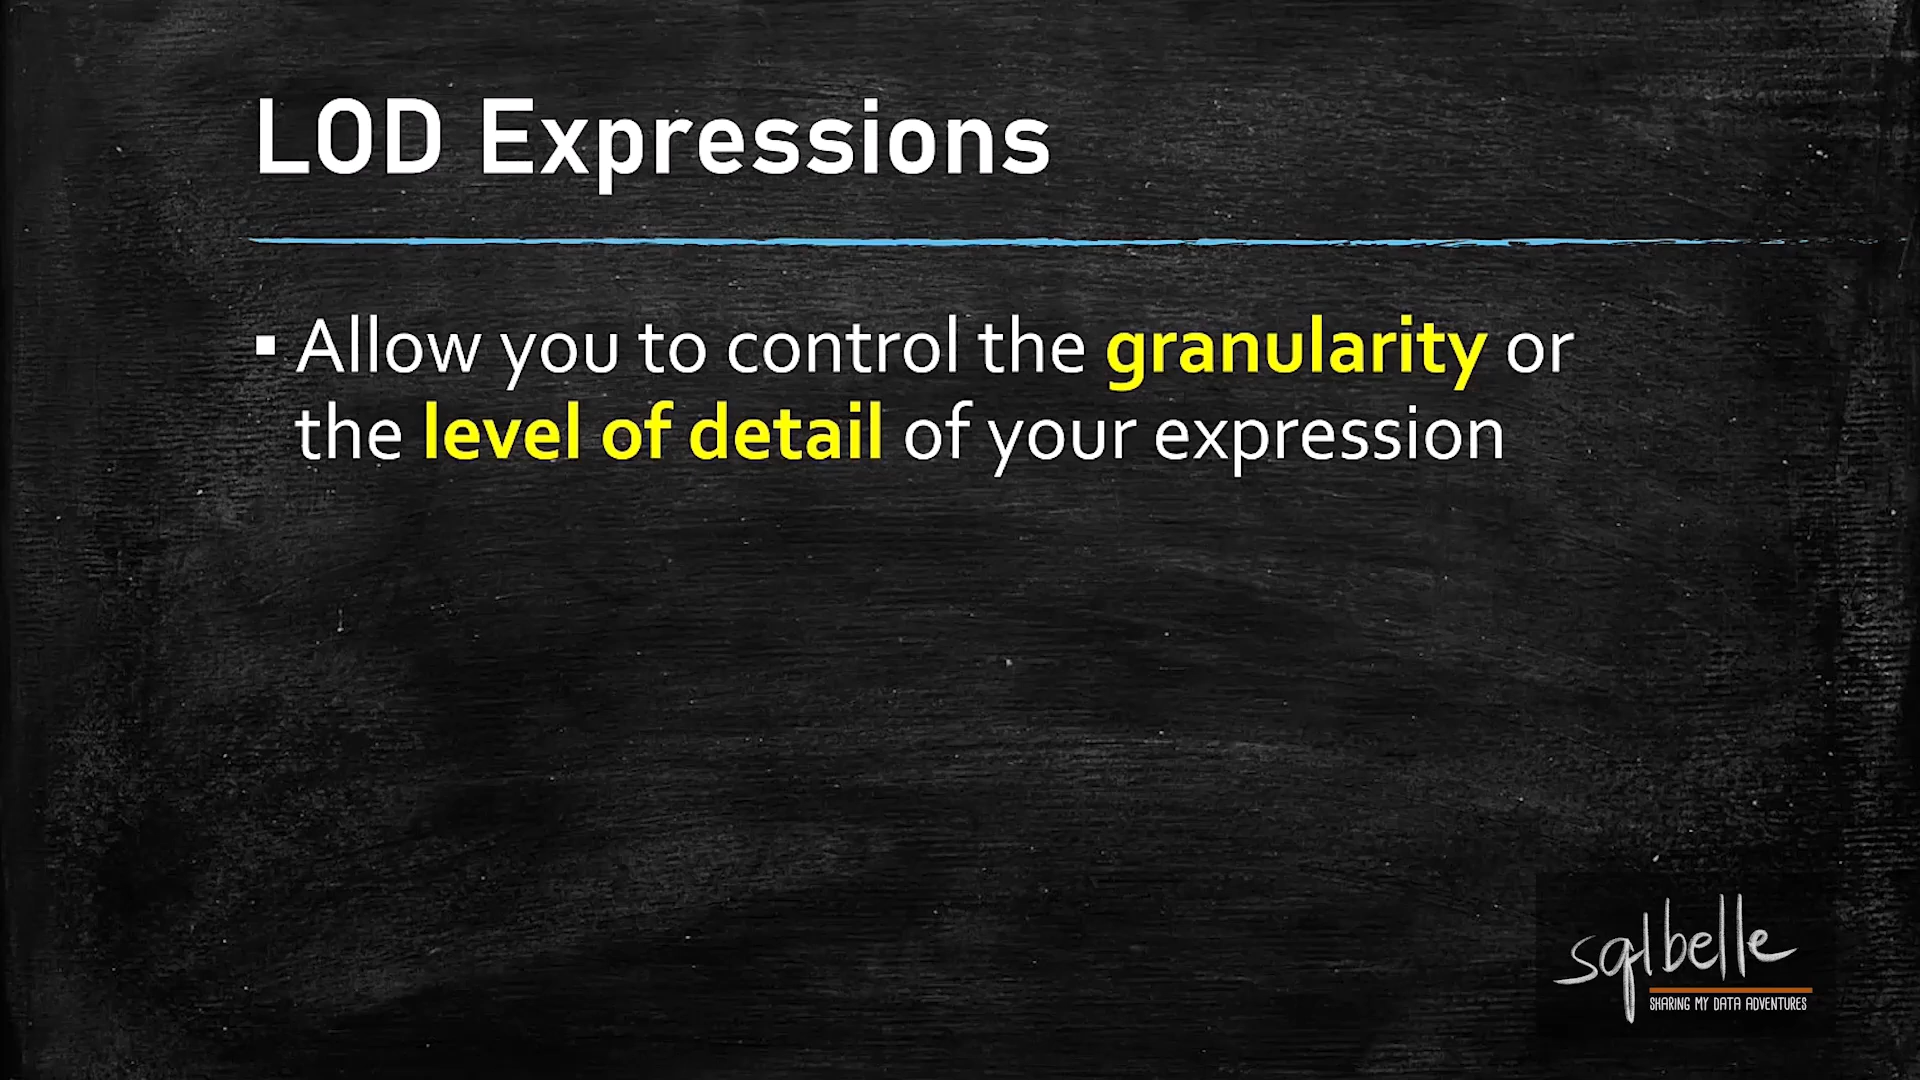 LOD Expressions
▪ Allow you to control the granularity or
the level of detail of your expression
sqlbelle
SHARING MY DATA ADVENTURES